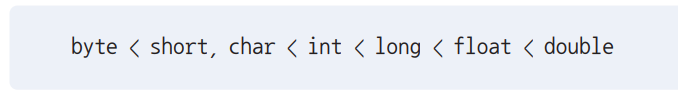 byte < short, char < int < long < float < double